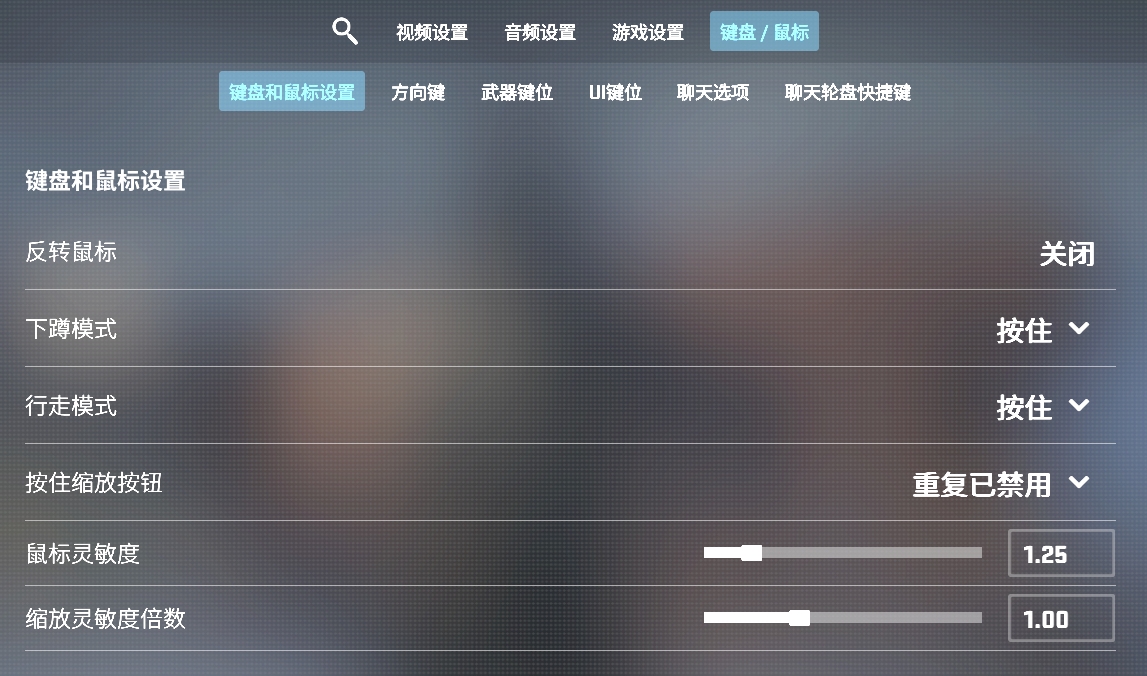 视频设置 音频设置 游戏设置 键盘 / 鼠标
键盘和鼠标设置 方向键 武器键位 UI键位 聊天选项 聊天轮盘快捷键
键盘和鼠标设置
反转鼠标 关闭
下蹲模式 按住
行走模式 按住
按住缩放按钮 重复已禁用
鼠标灵敏度 1.25
缩放灵敏度倍数 1.00